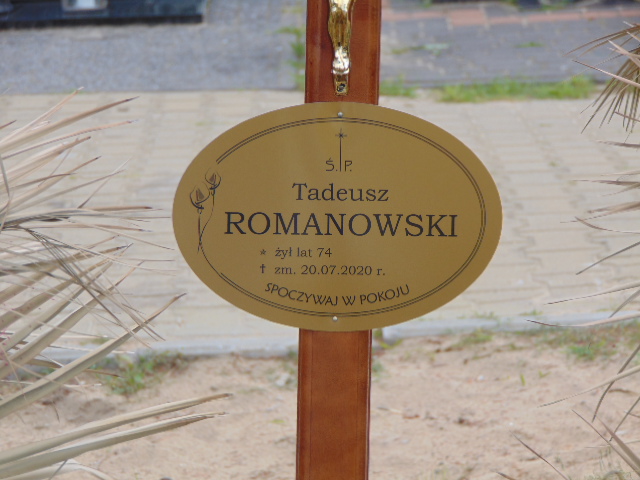 Ś. P.
Tadeusz
ROMANOWSKI
* żył lat 74
✝ zm. 20.07.2020 r.
SPOCZYWAJ W POKOJU